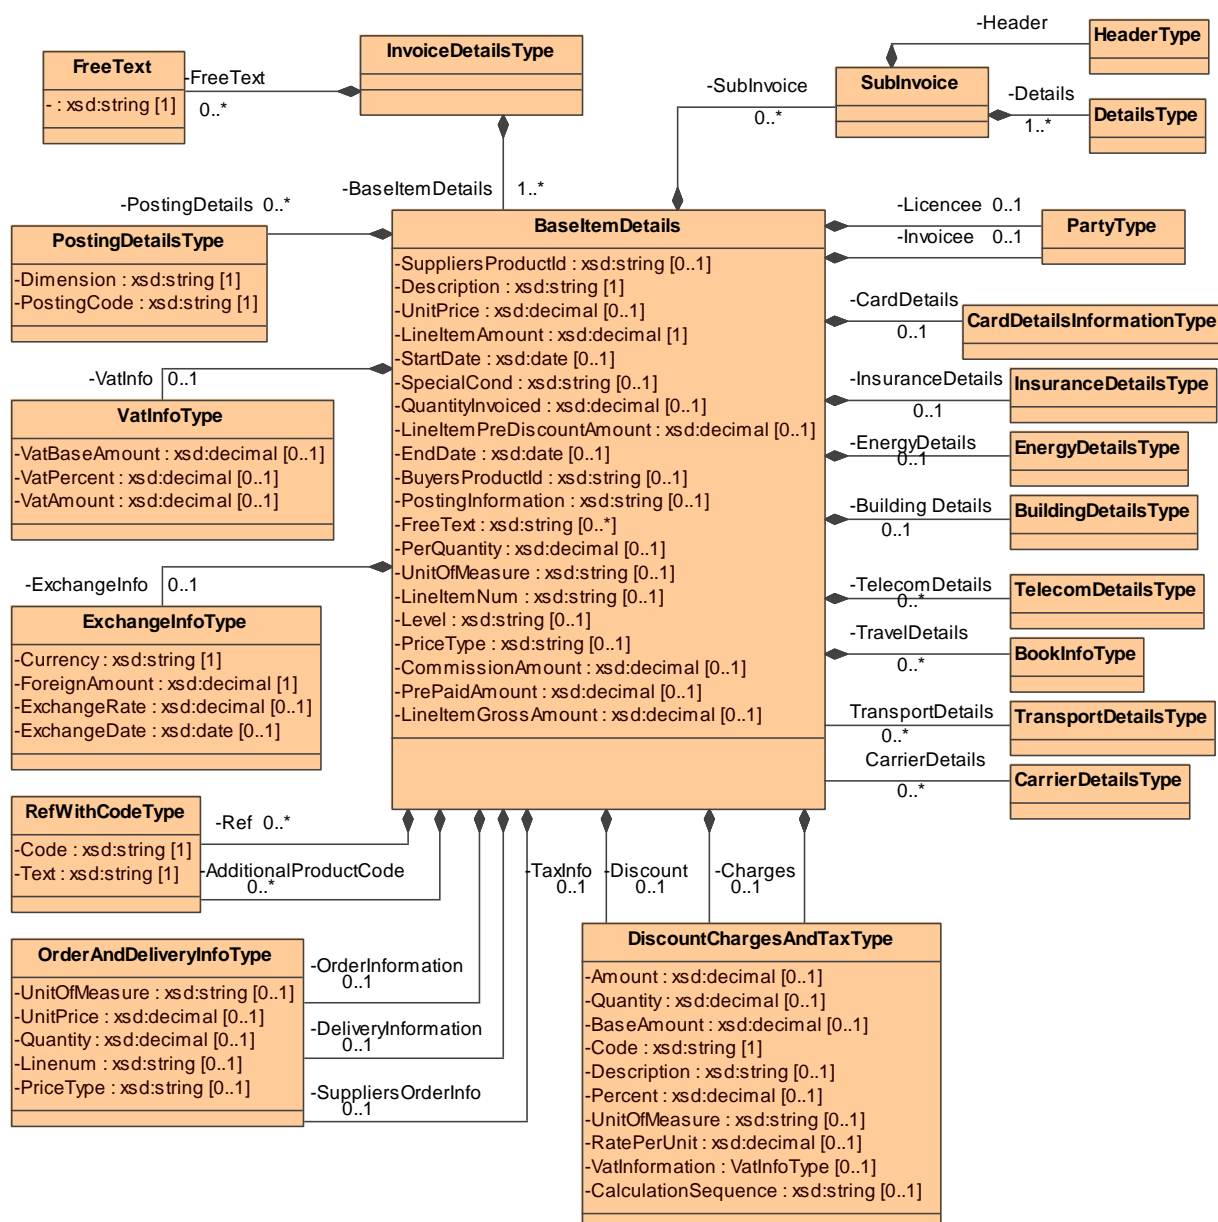 InvoiceDetailsType
FreeText
- : xsd:string [1]
-FreeText
0..*
-Header
HeaderType
SubInvoice
-SubInvoice
0..*
-Details
1..*
DetailsType
-BaseItemDetails
1..*
-PostingDetails 0..*
PostingDetailsType
-Dimension : xsd:string [1]
-PostingCode : xsd:string [1]
-VatInfo
0..1
VatInfoType
-VatBaseAmount : xsd:decimal [0..1]
-VatPercent : xsd:decimal [0..1]
-VatAmount : xsd:decimal [0..1]
-ExchangeInfo
0..1
ExchangeInfoType
-Currency : xsd:string [1]
-ForeignAmount : xsd:decimal [1]
-ExchangeRate : xsd:decimal [0..1]
-ExchangeDate : xsd:date [0..1]
BaseItemDetails
-SuppliersProductId : xsd:string [0..1]
-Description : xsd:string [1]
-UnitPrice : xsd:decimal [0..1]
-LineItemAmount : xsd:decimal [1]
-StartDate : xsd:date [0..1]
-SpecialCond : xsd:string [0..1]
-QuantityInvoiced : xsd:decimal [0..1]
-LineItemPreDiscountAmount : xsd:decimal [0..1]
-EndDate : xsd:date [0..1]
-BuyersProductId : xsd:string [0..1]
-PostingInformation : xsd:string [0..1]
-FreeText : xsd:string [0..*]
-PerQuantity : xsd:decimal [0..1]
-UnitOfMeasure : xsd:string [0..1]
-LineItemNum : xsd:string [0..1]
-Level : xsd:string [0..1]
-PriceType : xsd:string [0..1]
-CommissionAmount : xsd:decimal [0..1]
-PrePaidAmount : xsd:decimal [0..1]
-LineItemGrossAmount : xsd:decimal [0..1]
-Licencee 0..1
-Invoicee 0..1
PartyType
-CardDetails
0..1
CardDetailsInformationType
-InsuranceDetails
0..1
InsuranceDetailsType
-EnergyDetails
0..1
EnergyDetailsType
-Building Details
0..1
BuildingDetailsType
-TelecomDetails
0..*
TelecomDetailsType
-TravelDetails
0..*
BookInfoType
TransportDetails
0..*
TransportDetailsType
CarrierDetails
0..*
CarrierDetailsType
RefWithCodeType
-Code : xsd:string [1]
-Text : xsd:string [1]
-Ref 0..*
-AdditionalProductCode
0..*
OrderAndDeliveryInfoType
-UnitOfMeasure : xsd:string [0..1]
-UnitPrice : xsd:decimal [0..1]
-Quantity : xsd:decimal [0..1]
-Linenum : xsd:string [0..1]
-PriceType : xsd:string [0..1]
-OrderInformation
0..1
-DeliveryInformation
0..1
-SuppliersOrderInfo
0..1
-TaxInfo
0..1
-Discount
0..1
-Charges
0..1
DiscountChargesAndTaxType
-Amount : xsd:decimal [0..1]
-Quantity : xsd:decimal [0..1]
-BaseAmount : xsd:decimal [0..1]
-Code : xsd:string [1]
-Description : xsd:string [0..1]
-Percent : xsd:decimal [0..1]
-UnitOfMeasure : xsd:string [0..1]
-RatePerUnit : xsd:decimal [0..1]
-VatInformation : VatInfoType [0..1]
-CalculationSequence : xsd:string [0..1]